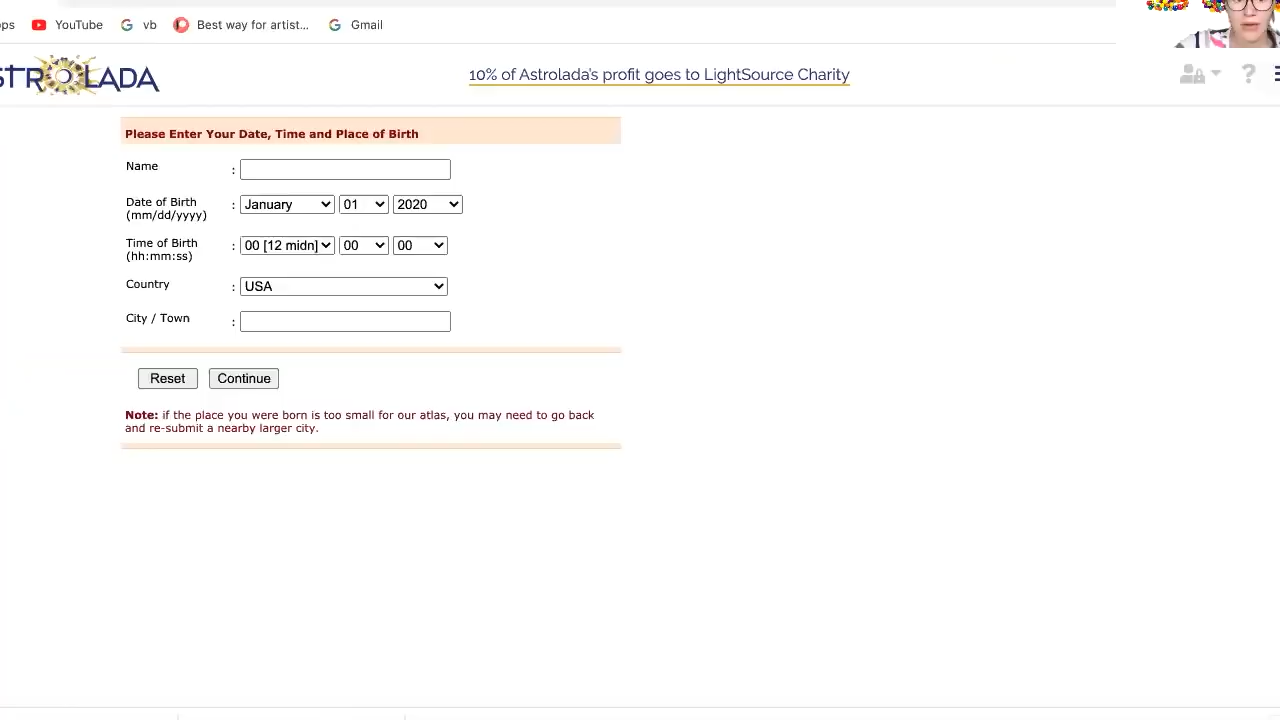 YouTube vb Best way for artist... Gmail
10% of Astrolada's profit goes to LightSource Charity ?
Please Enter Your Date, Time and Place of Birth
Name :
Date of Birth : January 01 2020
(mm/dd/yyyy)
Time of Birth : 00 [12 midn] 00 00
(hh:mm:ss)
Country : USA
City / Town :
Reset Continue
Note: if the place you were born is too small for our atlas, you may need to go back
and re-submit a nearby larger city.